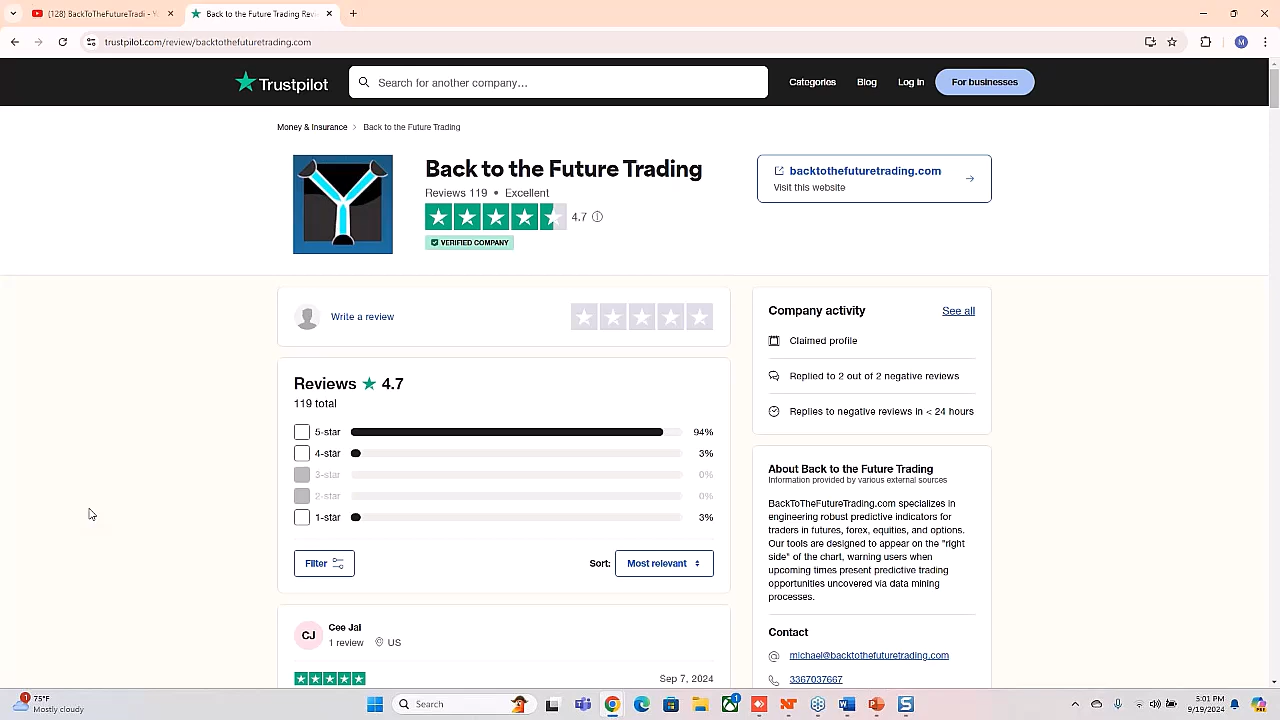 (128) BackToTheFutureTradi - Yo
Back to the Future Trading Revi
trustpilot.com/review/backtothefuturetrading.com
M
Trustpilot
Search for another company...
Categories
Blog
Log in
For businesses
Money & Insurance > Back to the Future Trading
Back to the Future Trading
Reviews 119 • Excellent
4.7
VERIFIED COMPANY
backtothefuturetrading.com
Visit this website
Write a review
Reviews ★ 4.7
119 total
5-star 94%
4-star 3%
3-star 0%
2-star 0%
1-star 3%
Filter
Sort: Most relevant
CJ
Cee Jai
1 review US
Sep 7, 2024
Company activity
See all
Claimed profile
Replied to 2 out of 2 negative reviews
Replies to negative reviews in < 24 hours
About Back to the Future Trading
Information provided by various external sources
BackToTheFutureTrading.com specializes in
engineering robust predictive indicators for
traders in futures, forex, equities, and options.
Our tools are designed to appear on the "right
side" of the chart, warning users when
upcoming times present predictive trading
opportunities uncovered via data mining
processes.
Contact
michael@backtothefuturetrading.com
3367037667
1
75°F
Mostly cloudy
Search
1
NT
5:01 PM
9/19/2024